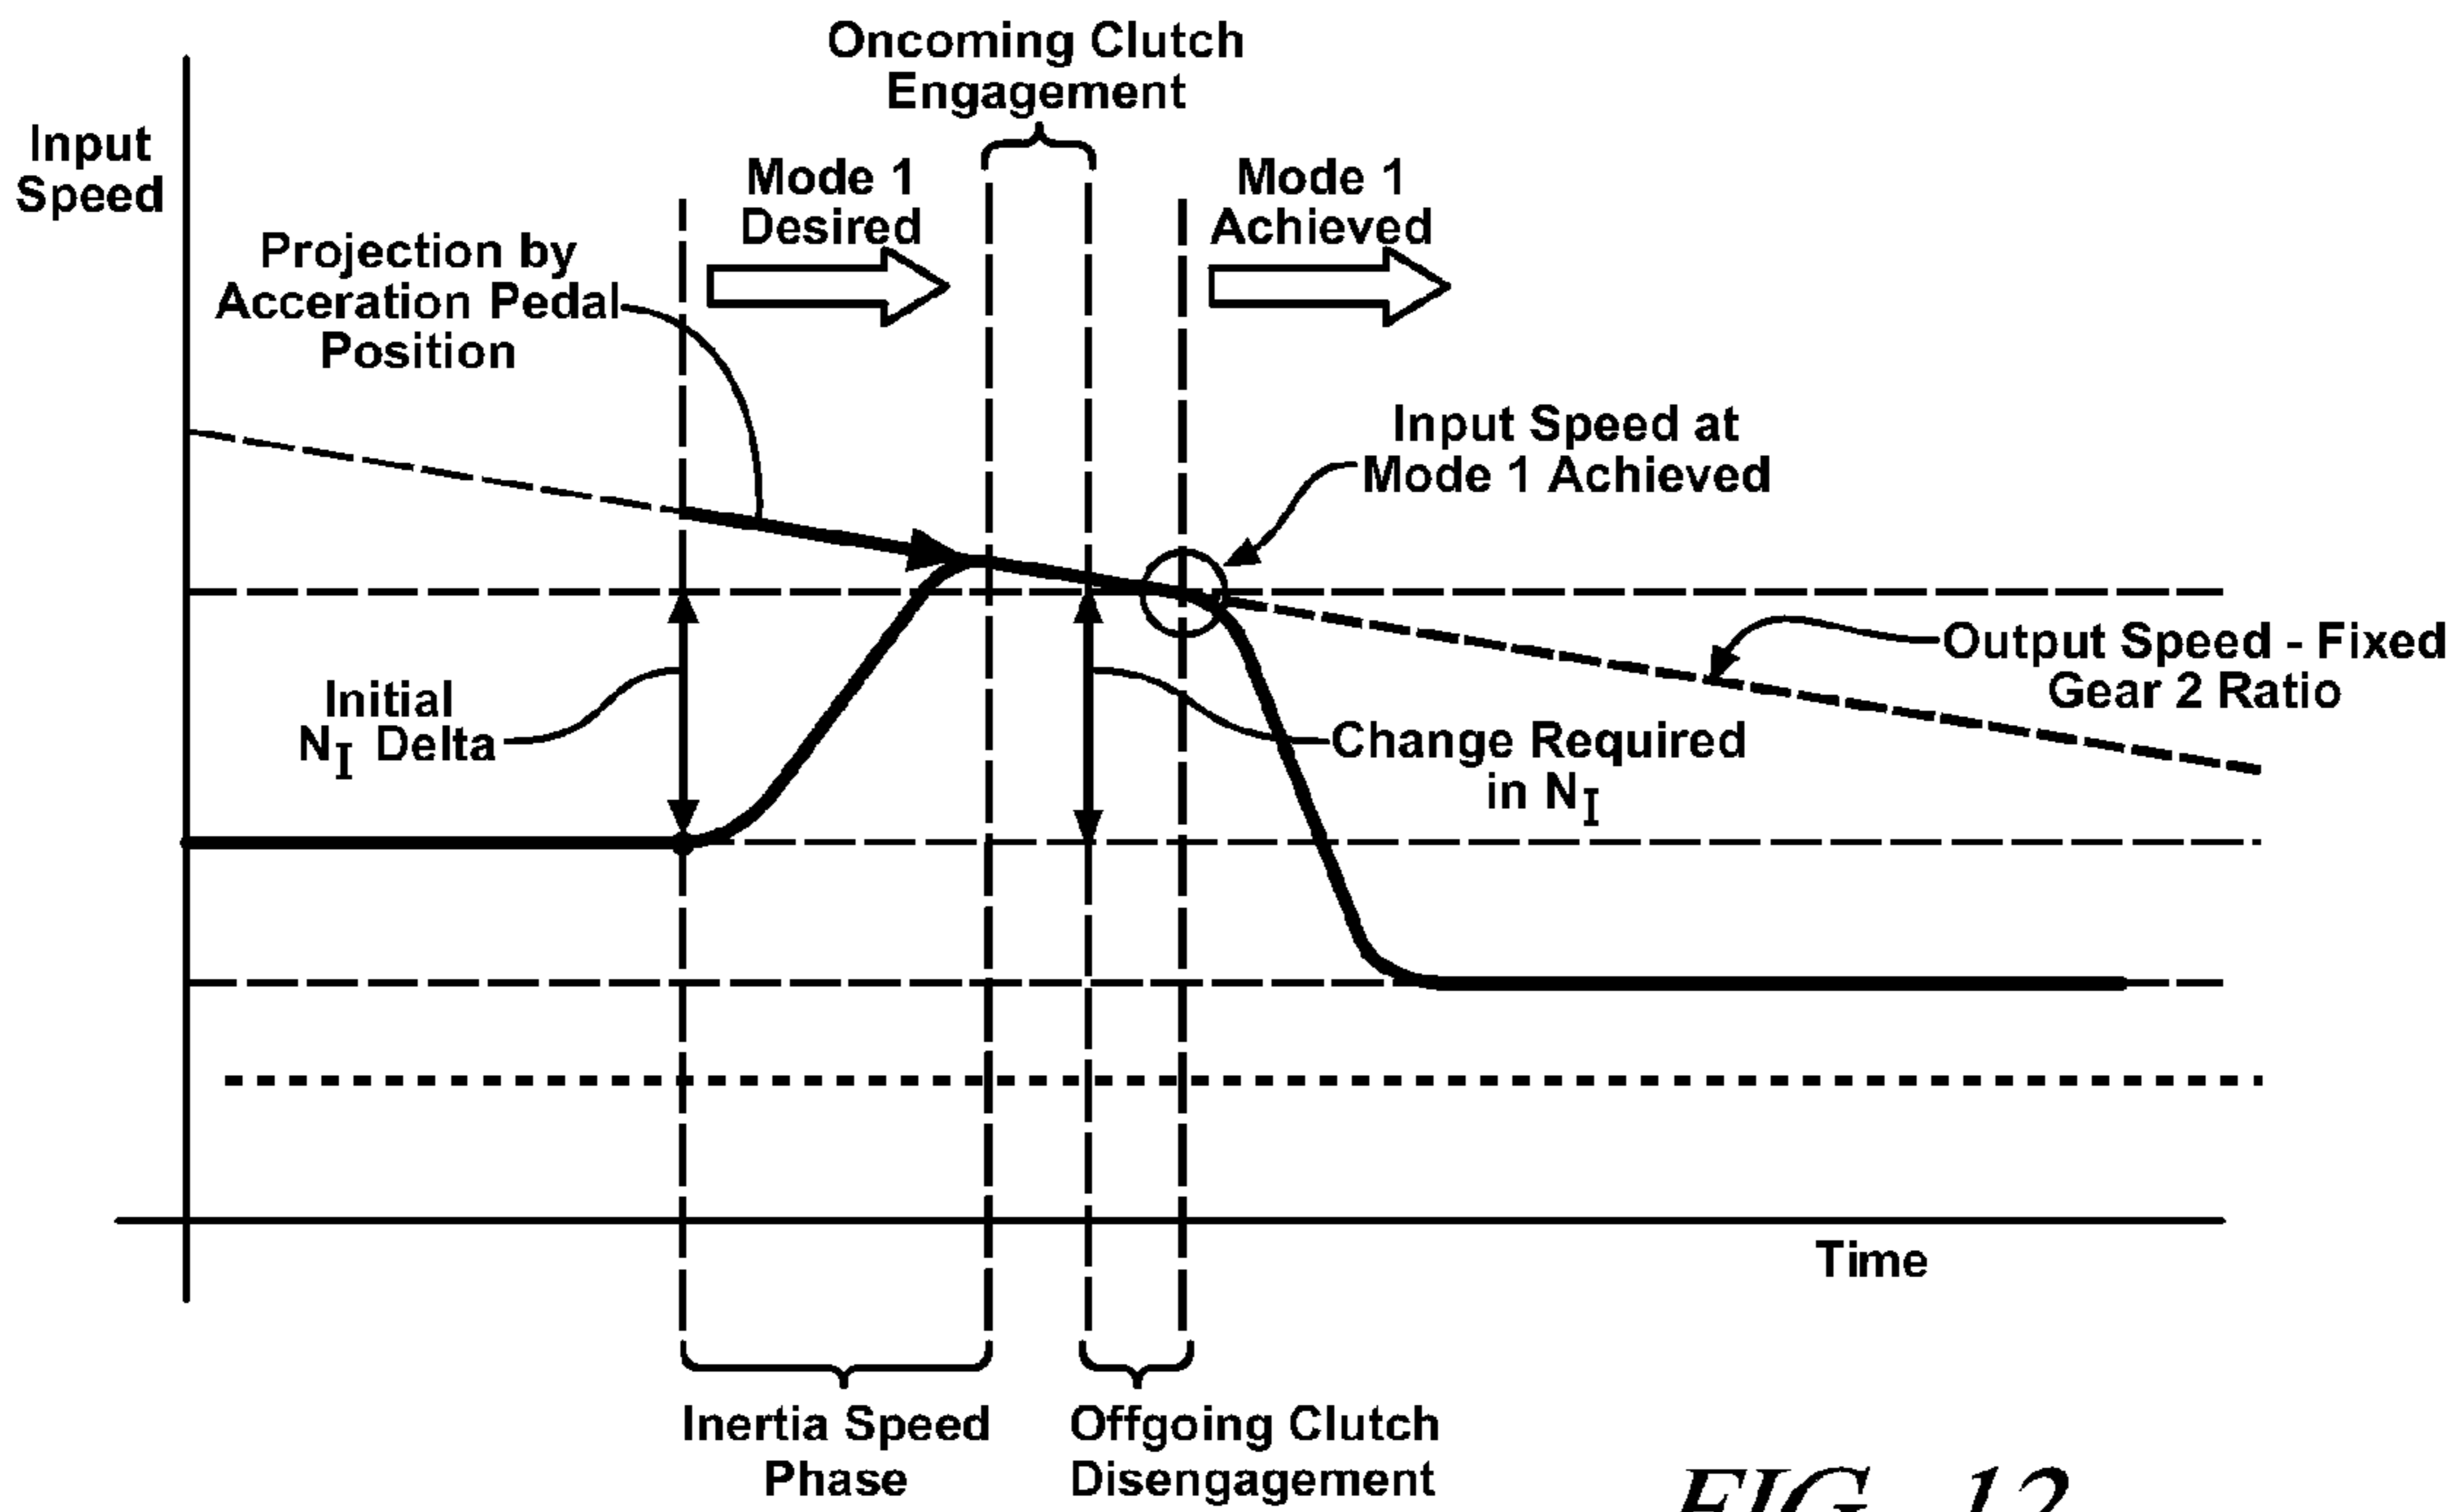 Oncoming Clutch
Engagement
Input
Speed
Mode 1
Desired
Mode 1
Achieved
Projection by
Acceration Pedal
Position
Input Speed at
Mode 1 Achieved
Output Speed - Fixed
Gear 2 Ratio
Initial
NI Delta
Change Required
in NI
Time
Inertia Speed
Phase
Offgoing Clutch
Disengagement
FIG. 12